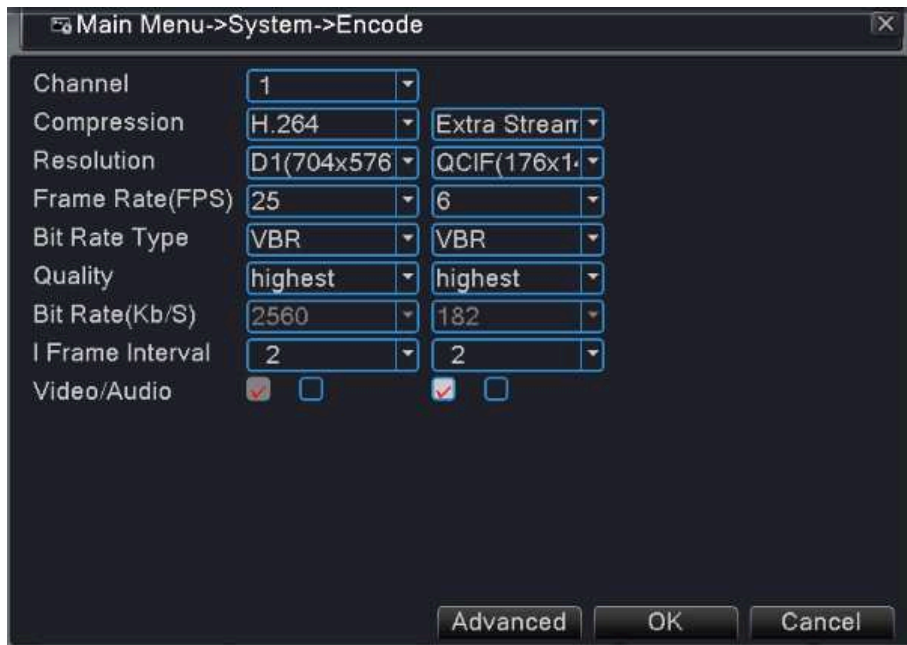 Main Menu->System->Encode
Channel 1
Compression H.264 Extra Stream
Resolution D1(704x576 QCIF(176x14
Frame Rate(FPS) 25 6
Bit Rate Type VBR VBR
Quality highest highest
Bit Rate(Kb/S) 2560 182
I Frame Interval 2 2
Video/Audio
Advanced OK Cancel